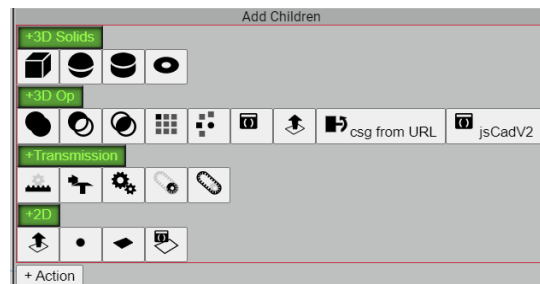 Add Children
+3D Solids
+3D Op
csg from URL jsCadV2
+Transmission
+2D
+ Action